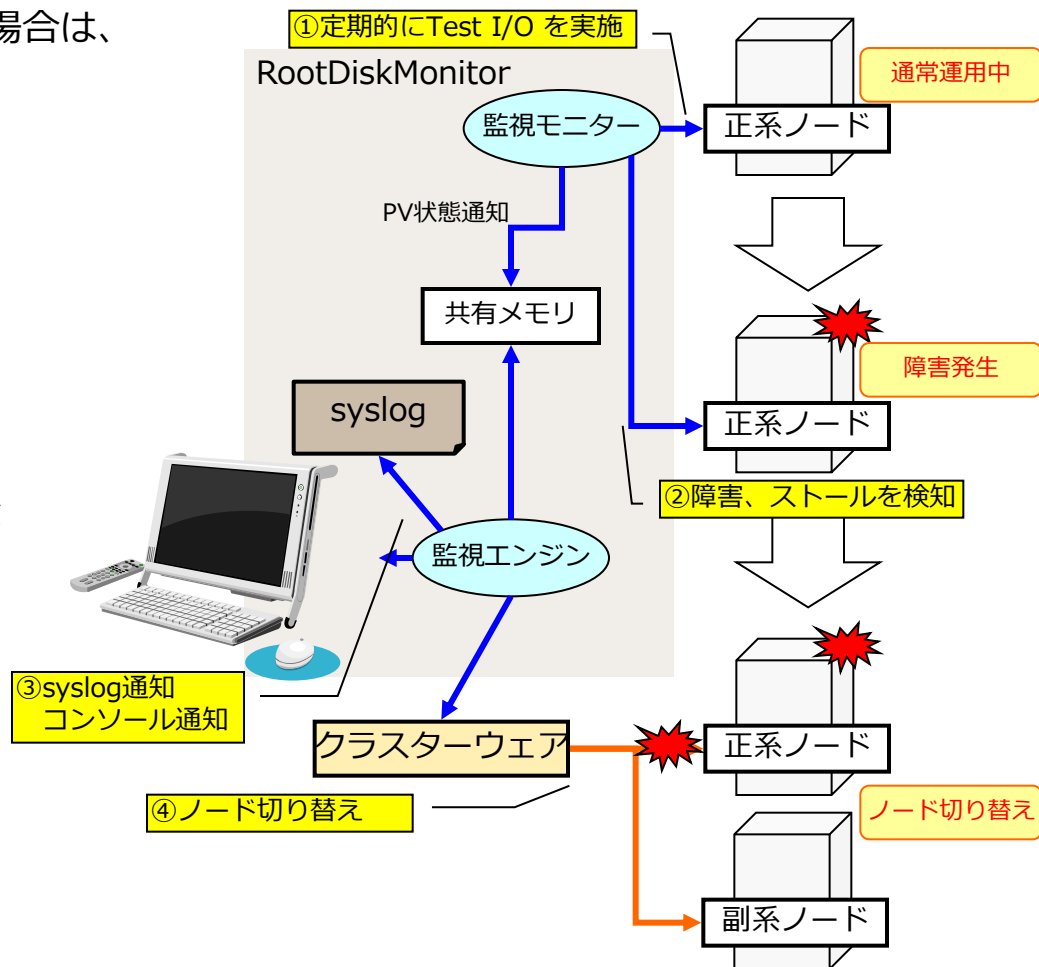 場合は、
①定期的にTest I/O を実施
RootDiskMonitor
通常運用中
監視モニター
正系ノード
PV状態通知
共有メモリ
障害発生
syslog
正系ノード
②障害、ストールを検知
監視エンジン
③syslog通知
コンソール通知
クラスターウェア
正系ノード
④ノード切り替え
ノード切り替え
副系ノード